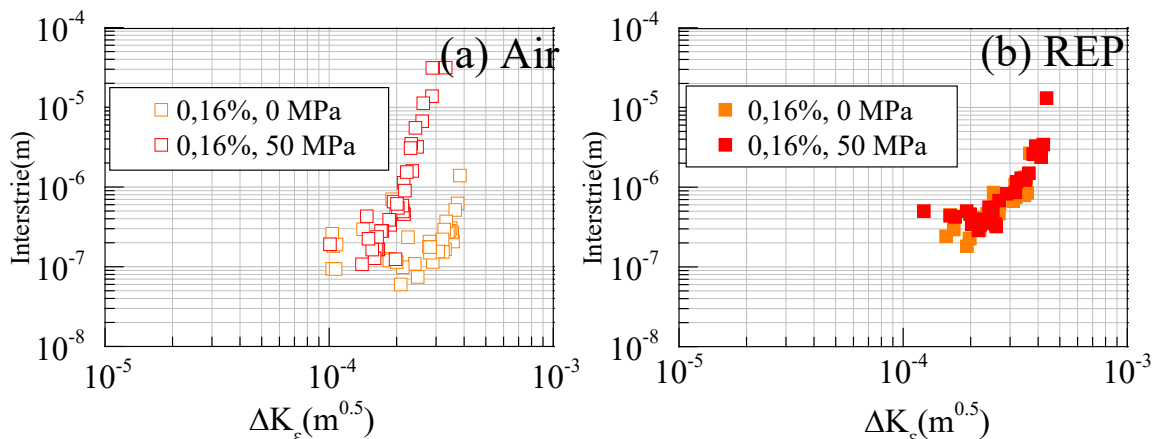 (a) Air
10^-4
10^-5
10^-6
10^-7
10^-8
Interstrie(m)
0,16%, 0 MPa
0,16%, 50 MPa
10^-5
10^-4
10^-3
ΔK_ε(m^0.5)
(b) REP
10^-4
10^-5
10^-6
10^-7
10^-8
Interstrie(m)
0,16%, 0 MPa
0,16%, 50 MPa
10^-5
10^-4
10^-3
ΔK_ε(m^0.5)